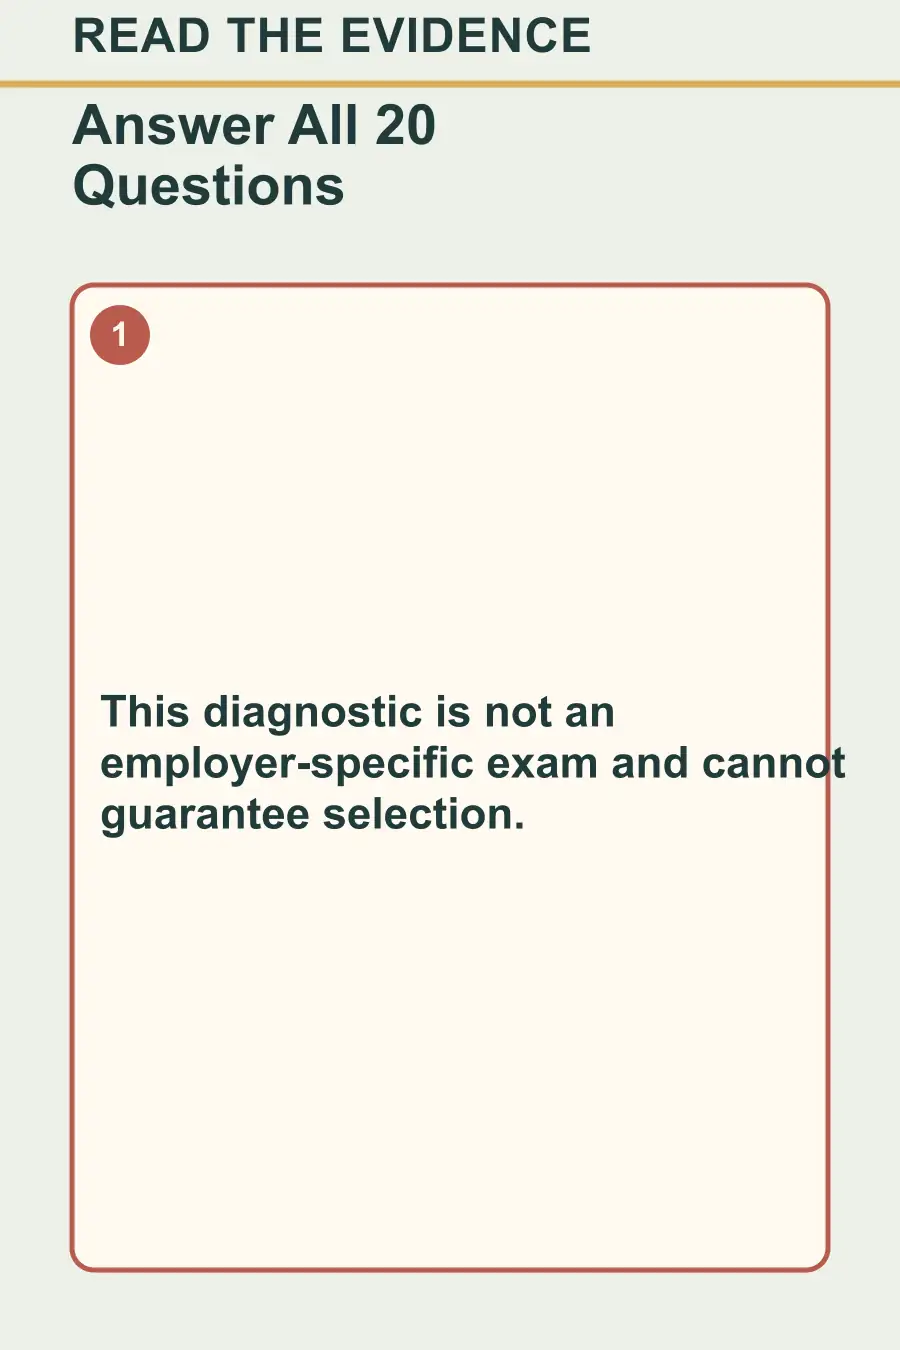 READ THE EVIDENCE
Answer All 20
Questions
1
This diagnostic is not an
employer-specific exam and cannot
guarantee selection.